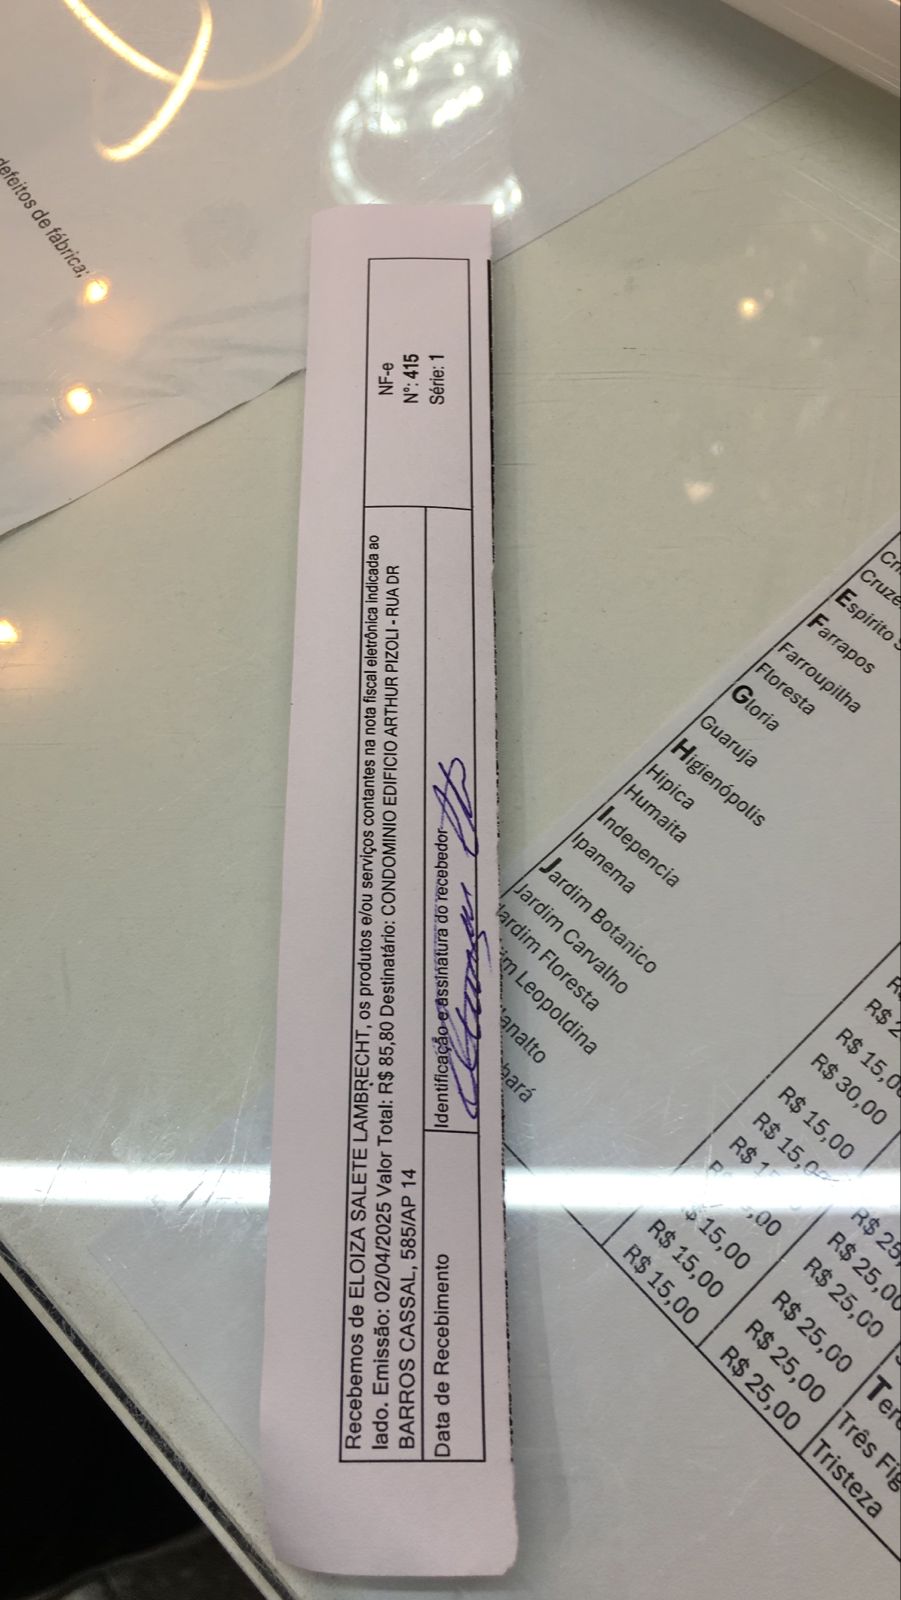 defeitos de fábrica;
Recebemos de ELOIZA SALETE LAMBRECHT, os produtos e/ou serviços contantes na nota fiscal eletrônica indicada ao
lado. Emissão: 02/04/2025 Valor Total: R$ 85,80 Destinatário: CONDOMINIO EDIFICIO ARTHUR PIZOLI - RUA DR
BARROS CASSAL, 585/AP 14
Data de Recebimento
Identificação e assinatura do recebedor
NF-e
Nº: 415
Série: 1
Espirito
Farrapos
Farroupilha
Floresta
Gloria
Guaruja
Higienópolis
Hipica
Humaita
Indepencia
Ipanema
Jardim Botanico
Jardim Carvalho
Jardim Floresta
Leopoldina
R$ 15,00
R$ 30,00
R$ 15,00
R$ 15,00
R$ 15,00
R$ 15,00
R$ 15,00
R$ 25,00
R$ 25,00
R$ 25,00
R$ 25,00
R$ 25,00
Três
Tristeza